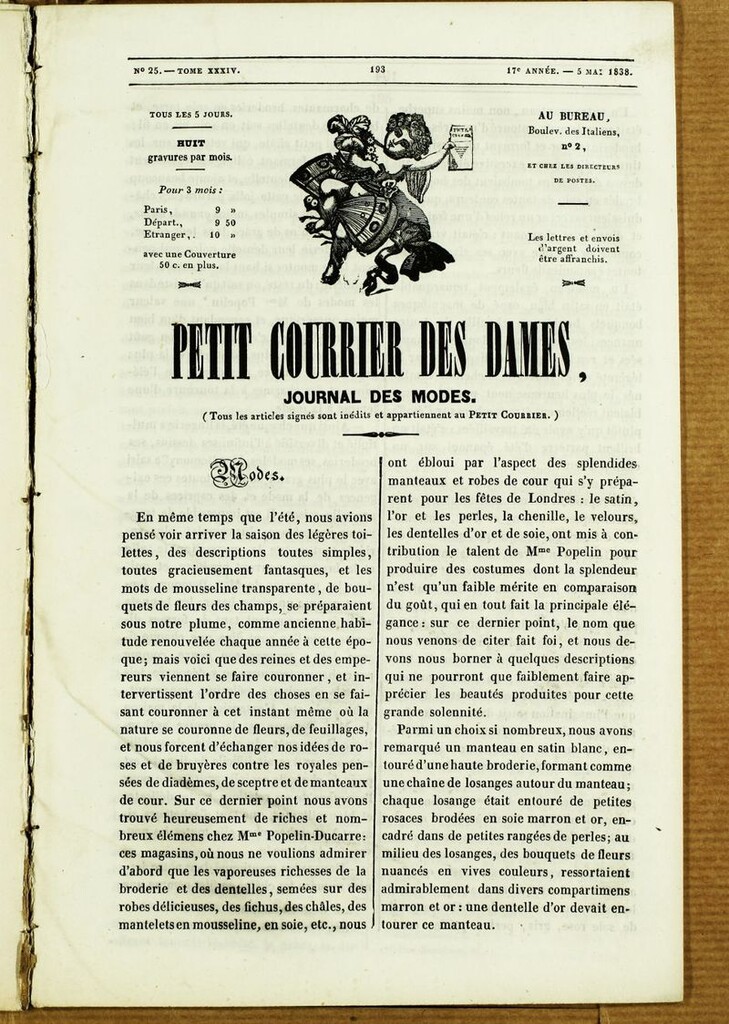 Nº 25. — TOME XXXIV.
193
17e ANNÉE. — 5 MAI 1838.
TOUS LES 5 JOURS.
HUIT
gravures par mois.
Pour 3 mois :
Paris, 9 »
Départ., 9 50
Etranger,. 10 »
avec une Couverture
50 c. en plus.
AU BUREAU,
Boulev. des Italiens,
nº 2,
ET CHEZ LES DIRECTEURS
DE POSTES.
Les lettres et envois
d'argent doivent
être affranchis.
PETIT COURRIER DES DAMES,
JOURNAL DES MODES.
( Tous les articles signés sont inédits et appartiennent au PETIT COURRIER. )
Modes.
En même temps que l'été, nous avions
pensé voir arriver la saison des légères toi-
lettes, des descriptions toutes simples,
toutes gracieusement fantasques, et les
mots de mousseline transparente, de bou-
quets de fleurs des champs, se préparaient
sous notre plume, comme ancienne habi-
tude renouvelée chaque année à cette épo-
que; mais voici que des reines et des empe-
reurs viennent se faire couronner, et in-
tervertissent l'ordre des choses en se fai-
sant couronner à cet instant même où la
nature se couronne de fleurs, de feuillages,
et nous forcent d'échanger nos idées de ro-
ses et de bruyères contre les royales pen-
sées de diadèmes, de sceptre et de manteaux
de cour. Sur ce dernier point nous avons
trouvé heureusement de riches et nom-
breux élémens chez Mme Popelin-Ducarre:
ces magasins, où nous ne voulions admirer
d'abord que les vaporeuses richesses de la
broderie et des dentelles, semées sur des
robes délicieuses, des fichus, des châles, des
mantelets en mousseline, en soie, etc., nous
ont ébloui par l'aspect des splendides
manteaux et robes de cour qui s'y prépa-
rent pour les fêtes de Londres : le satin,
l'or et les perles, la chenille, le velours,
les dentelles d'or et de soie, ont mis à con-
tribution le talent de Mme Popelin pour
produire des costumes dont la splendeur
n'est qu'un faible mérite en comparaison
du goût, qui en tout fait la principale élé-
gance : sur ce dernier point, le nom que
nous venons de citer fait foi, et nous de-
vons nous borner à quelques descriptions
qui ne pourront que faiblement faire ap-
précier les beautés produites pour cette
grande solennité.
Parmi un choix si nombreux, nous avons
remarqué un manteau en satin blanc, en-
touré d'une haute broderie, formant comme
une chaîne de losanges autour du manteau;
chaque losange était entouré de petites
rosaces brodées en soie marron et or, en-
cadré dans de petites rangées de perles; au
milieu des losanges, des bouquets de fleurs
nuancés en vives couleurs, ressortaient
admirablement dans divers compartimens
marron et or : une dentelle d'or devait en-
tourer ce manteau.